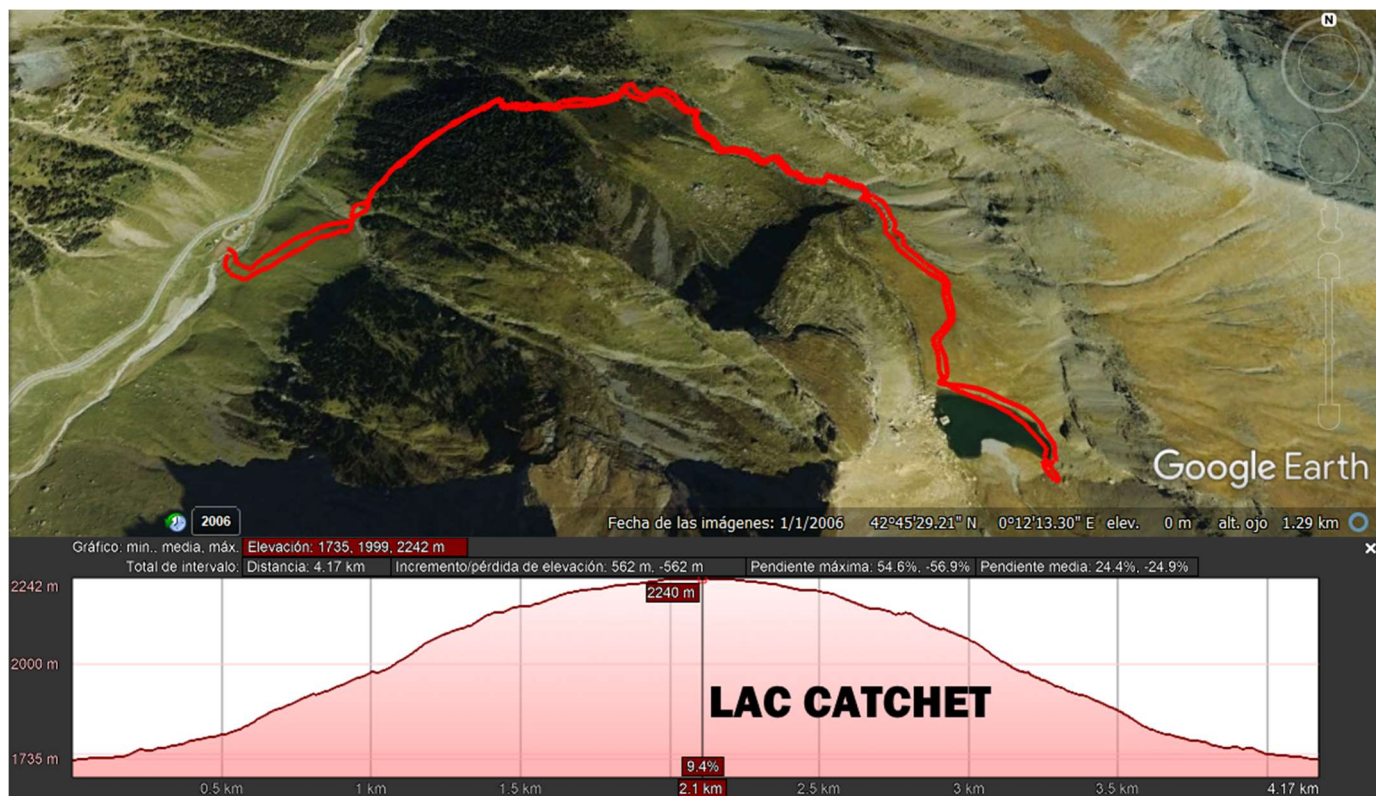 N
Google Earth
2006
Fecha de las imágenes: 1/1/2006 42°45'29.21" N 0°12'13.30" E elev. 0 m alt. ojo 1.29 km
Gráfico: min.. media, máx. Elevación: 1735, 1999, 2242 m
Total de intervalo: Distancia: 4.17 km Incremento/pérdida de elevación: 562 m, -562 m Pendiente máxima: 54.6%, -56.9% Pendiente media: 24.4%, -24.9%
2242 m
2240 m
2000 m
LAC CATCHET
1735 m
9.4%
0.5 km 1 km 1.5 km 2.1 km 2.5 km 3 km 3.5 km 4.17 km